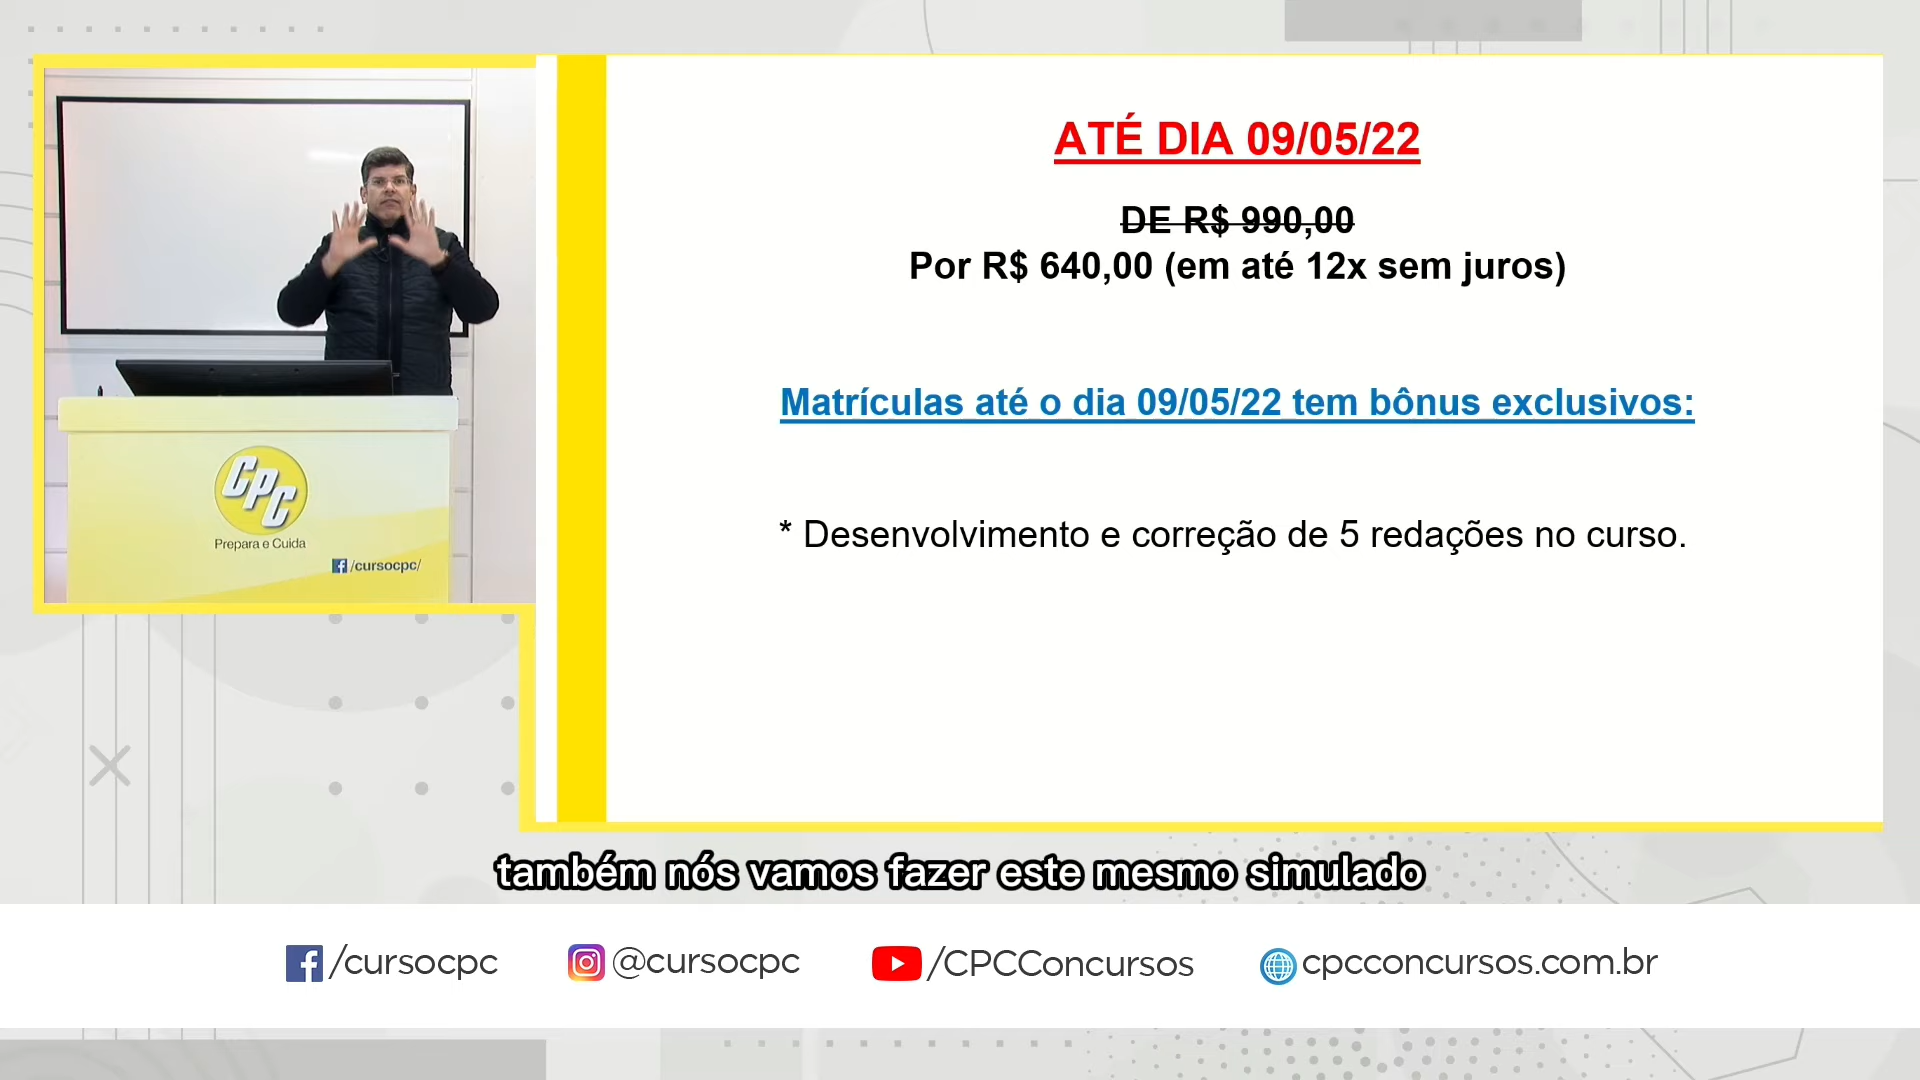 ATÉ DIA 09/05/22
DE R$ 990,00
Por R$ 640,00 (em até 12x sem juros)
Matrículas até o dia 09/05/22 tem bônus exclusivos:
* Desenvolvimento e correção de 5 redações no curso.
CPC
Prepara e Cuida
/cursocpc/
também nós vamos fazer este mesmo simulado
/cursocpc
@cursocpc
/CPCConcursos
cpcconcursos.com.br